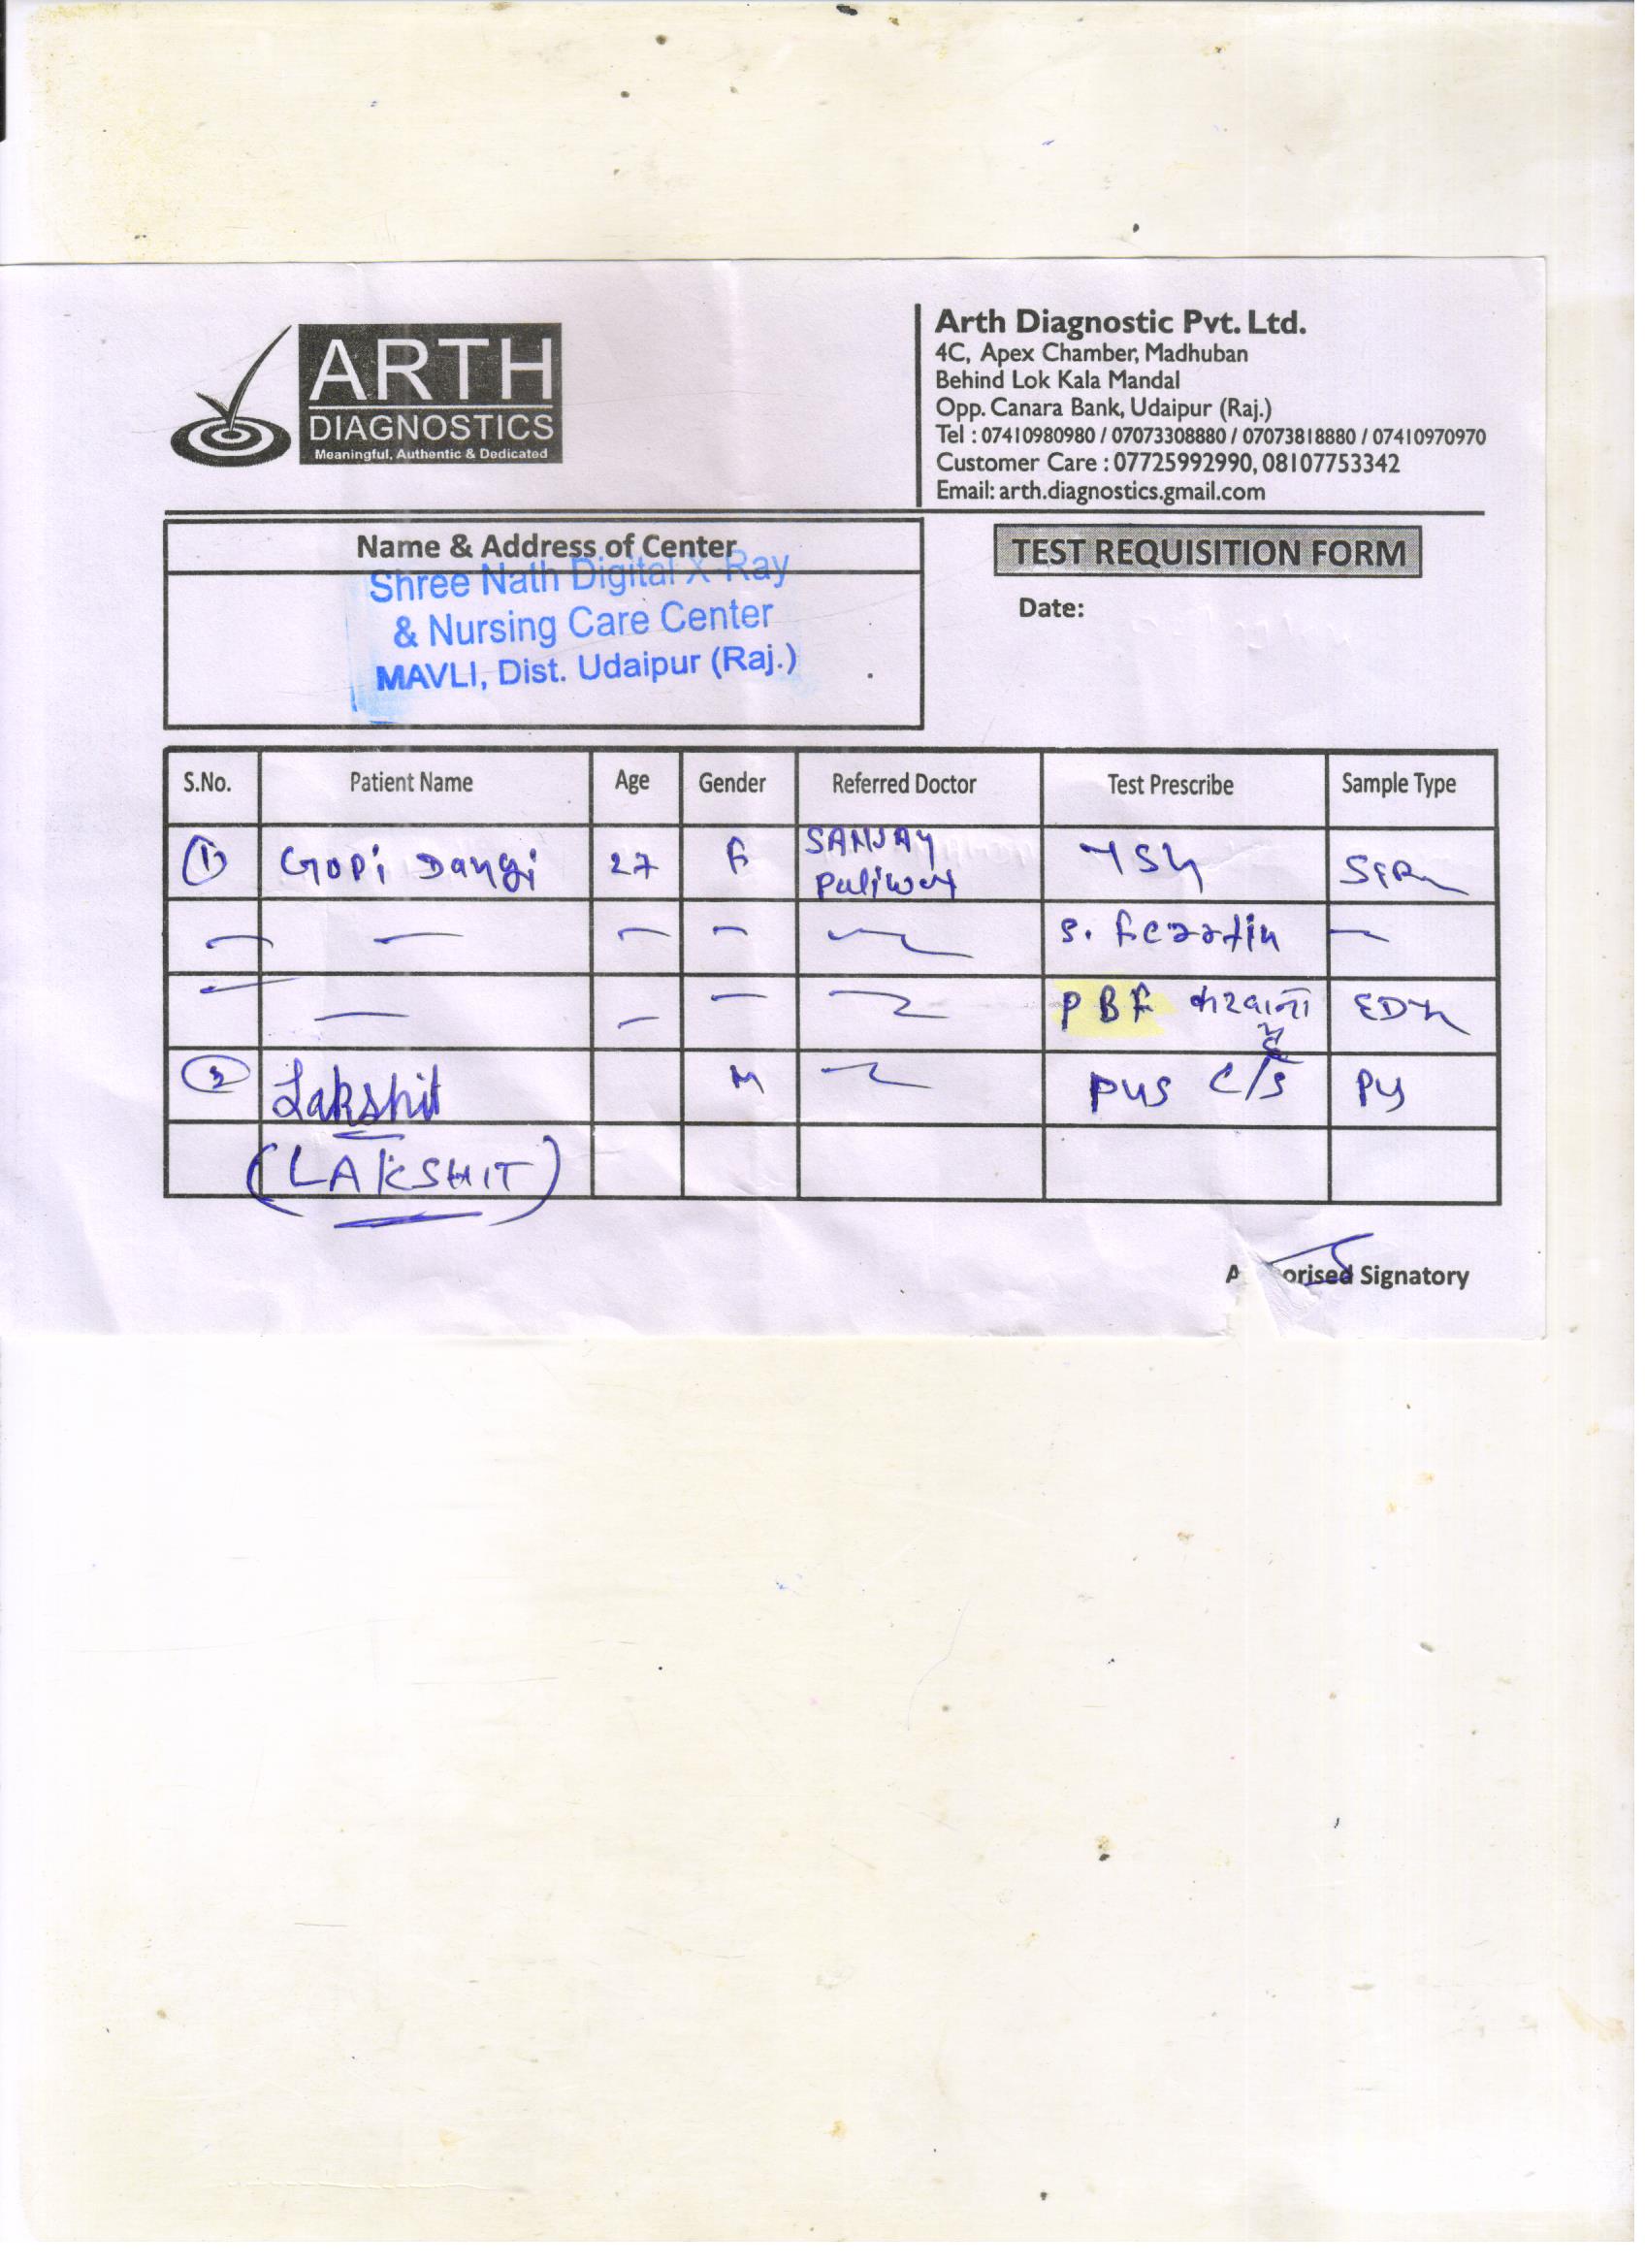 ARTH
DIAGNOSTICS
Meaningful, Authentic & Dedicated
Arth Diagnostic Pvt. Ltd.
4C, Apex Chamber, Madhuban
Behind Lok Kala Mandal
Opp. Canara Bank, Udaipur (Raj.)
Tel : 07410980980 / 07073308880 / 07073818880 / 07410970970
Customer Care : 07725992990, 08107753342
Email: arth.diagnostics.gmail.com
Name & Address of Center
Shree Nath Digital X-Ray
& Nursing Care Center
MAVLI, Dist. Udaipur (Raj.)
TEST REQUISITION FORM
Date:
S.No. Patient Name Age Gender Referred Doctor Test Prescribe Sample Type
1 Gopi Dangi 27 F SANJAY Paliwal TSH
S. Ferritin
PBF करवाना है
2 Lakshit M Pus C/S Pus
(LAKSHIT)
Signatory